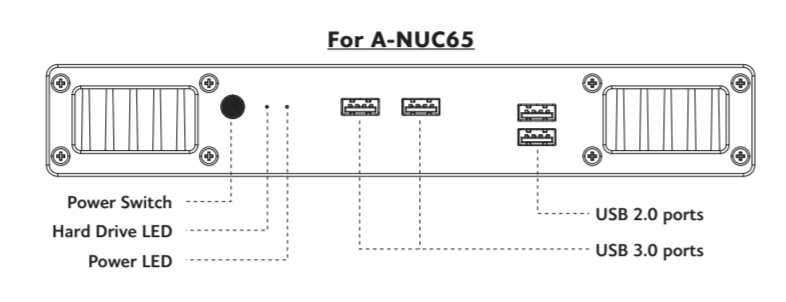 For A-NUC65
Power Switch
Hard Drive LED
Power LED
USB 2.0 ports
USB 3.0 ports